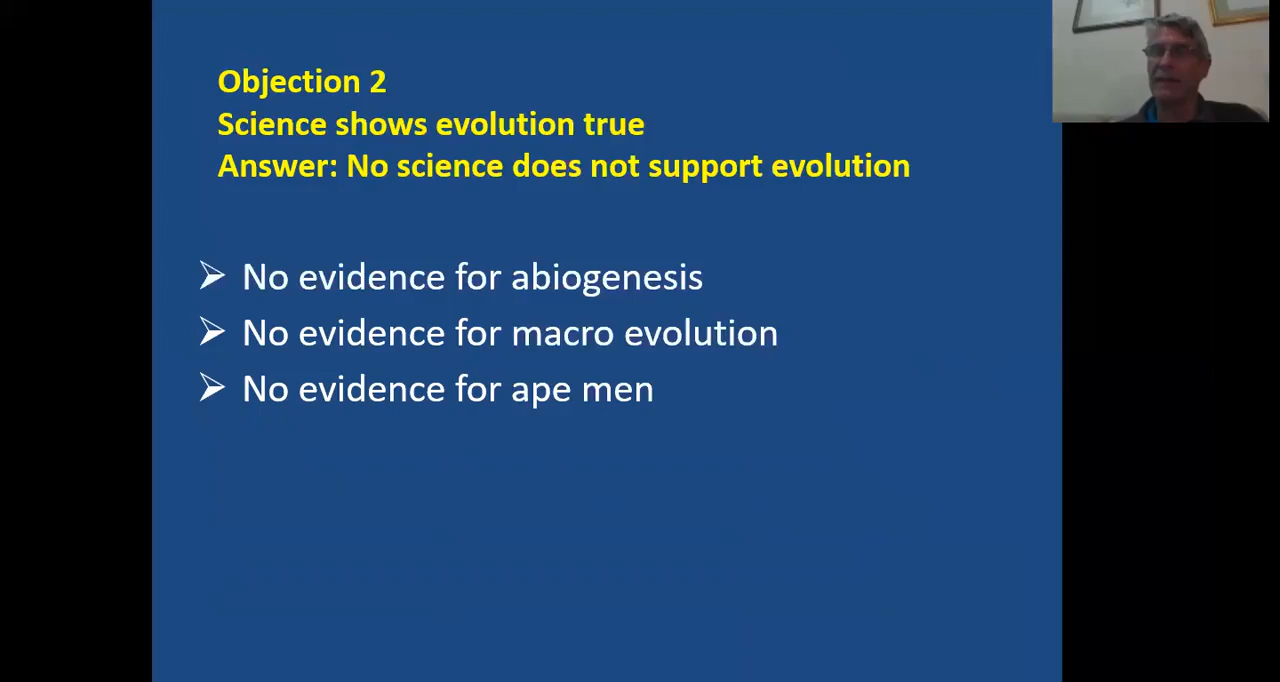 Objection 2
Science shows evolution true
Answer: No science does not support evolution
No evidence for abiogenesis
No evidence for macro evolution
No evidence for ape men